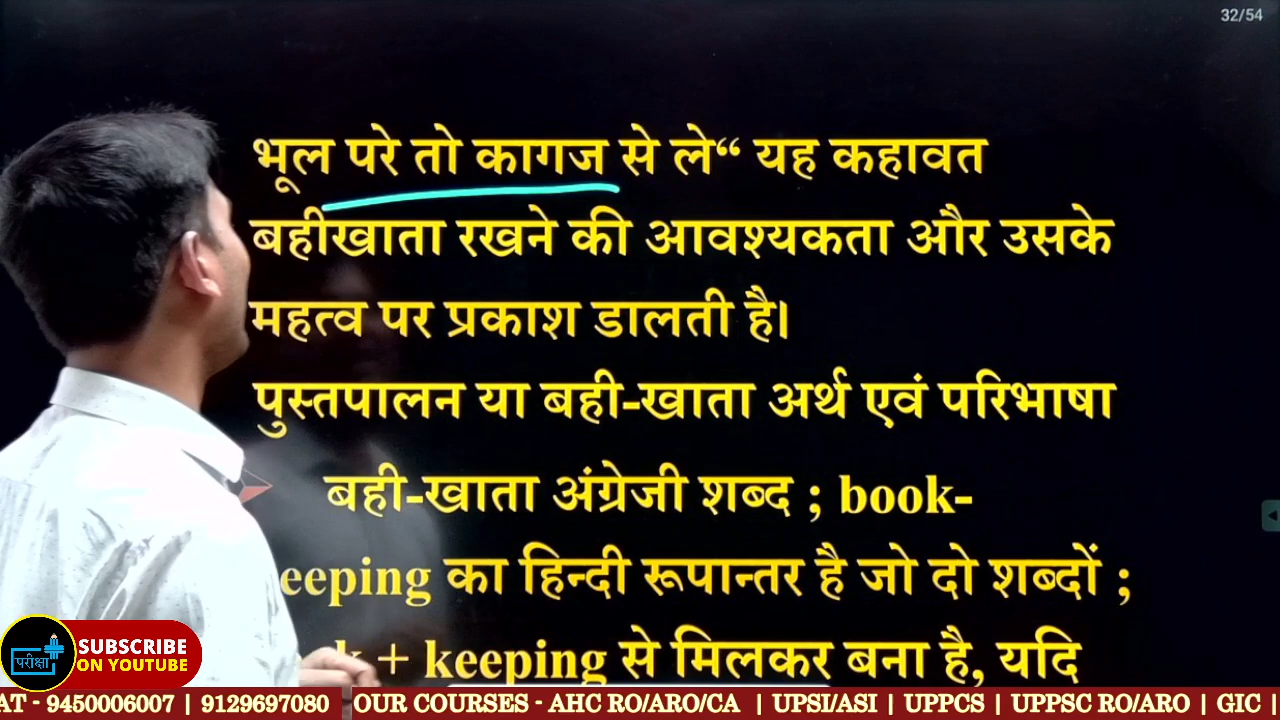 32/54
भूल परे तो कागज से ले“ यह कहावत
बहीखाता रखने की आवश्यकता और उसके
महत्व पर प्रकाश डालती है।
पुस्तपालन या बही-खाता अर्थ एवं परिभाषा
बही-खाता अंग्रेजी शब्द ; book-
eeping का हिन्दी रूपान्तर है जो दो शब्दों ;
k + keeping से मिलकर बना है, यदि
परीक्षा
SUBSCRIBE
ON YOUTUBE
AT - 9450006007 | 9129697080 OUR COURSES - AHC RO/ARO/CA | UPSI/ASI | UPPCS | UPPSC RO/ARO | GIC |